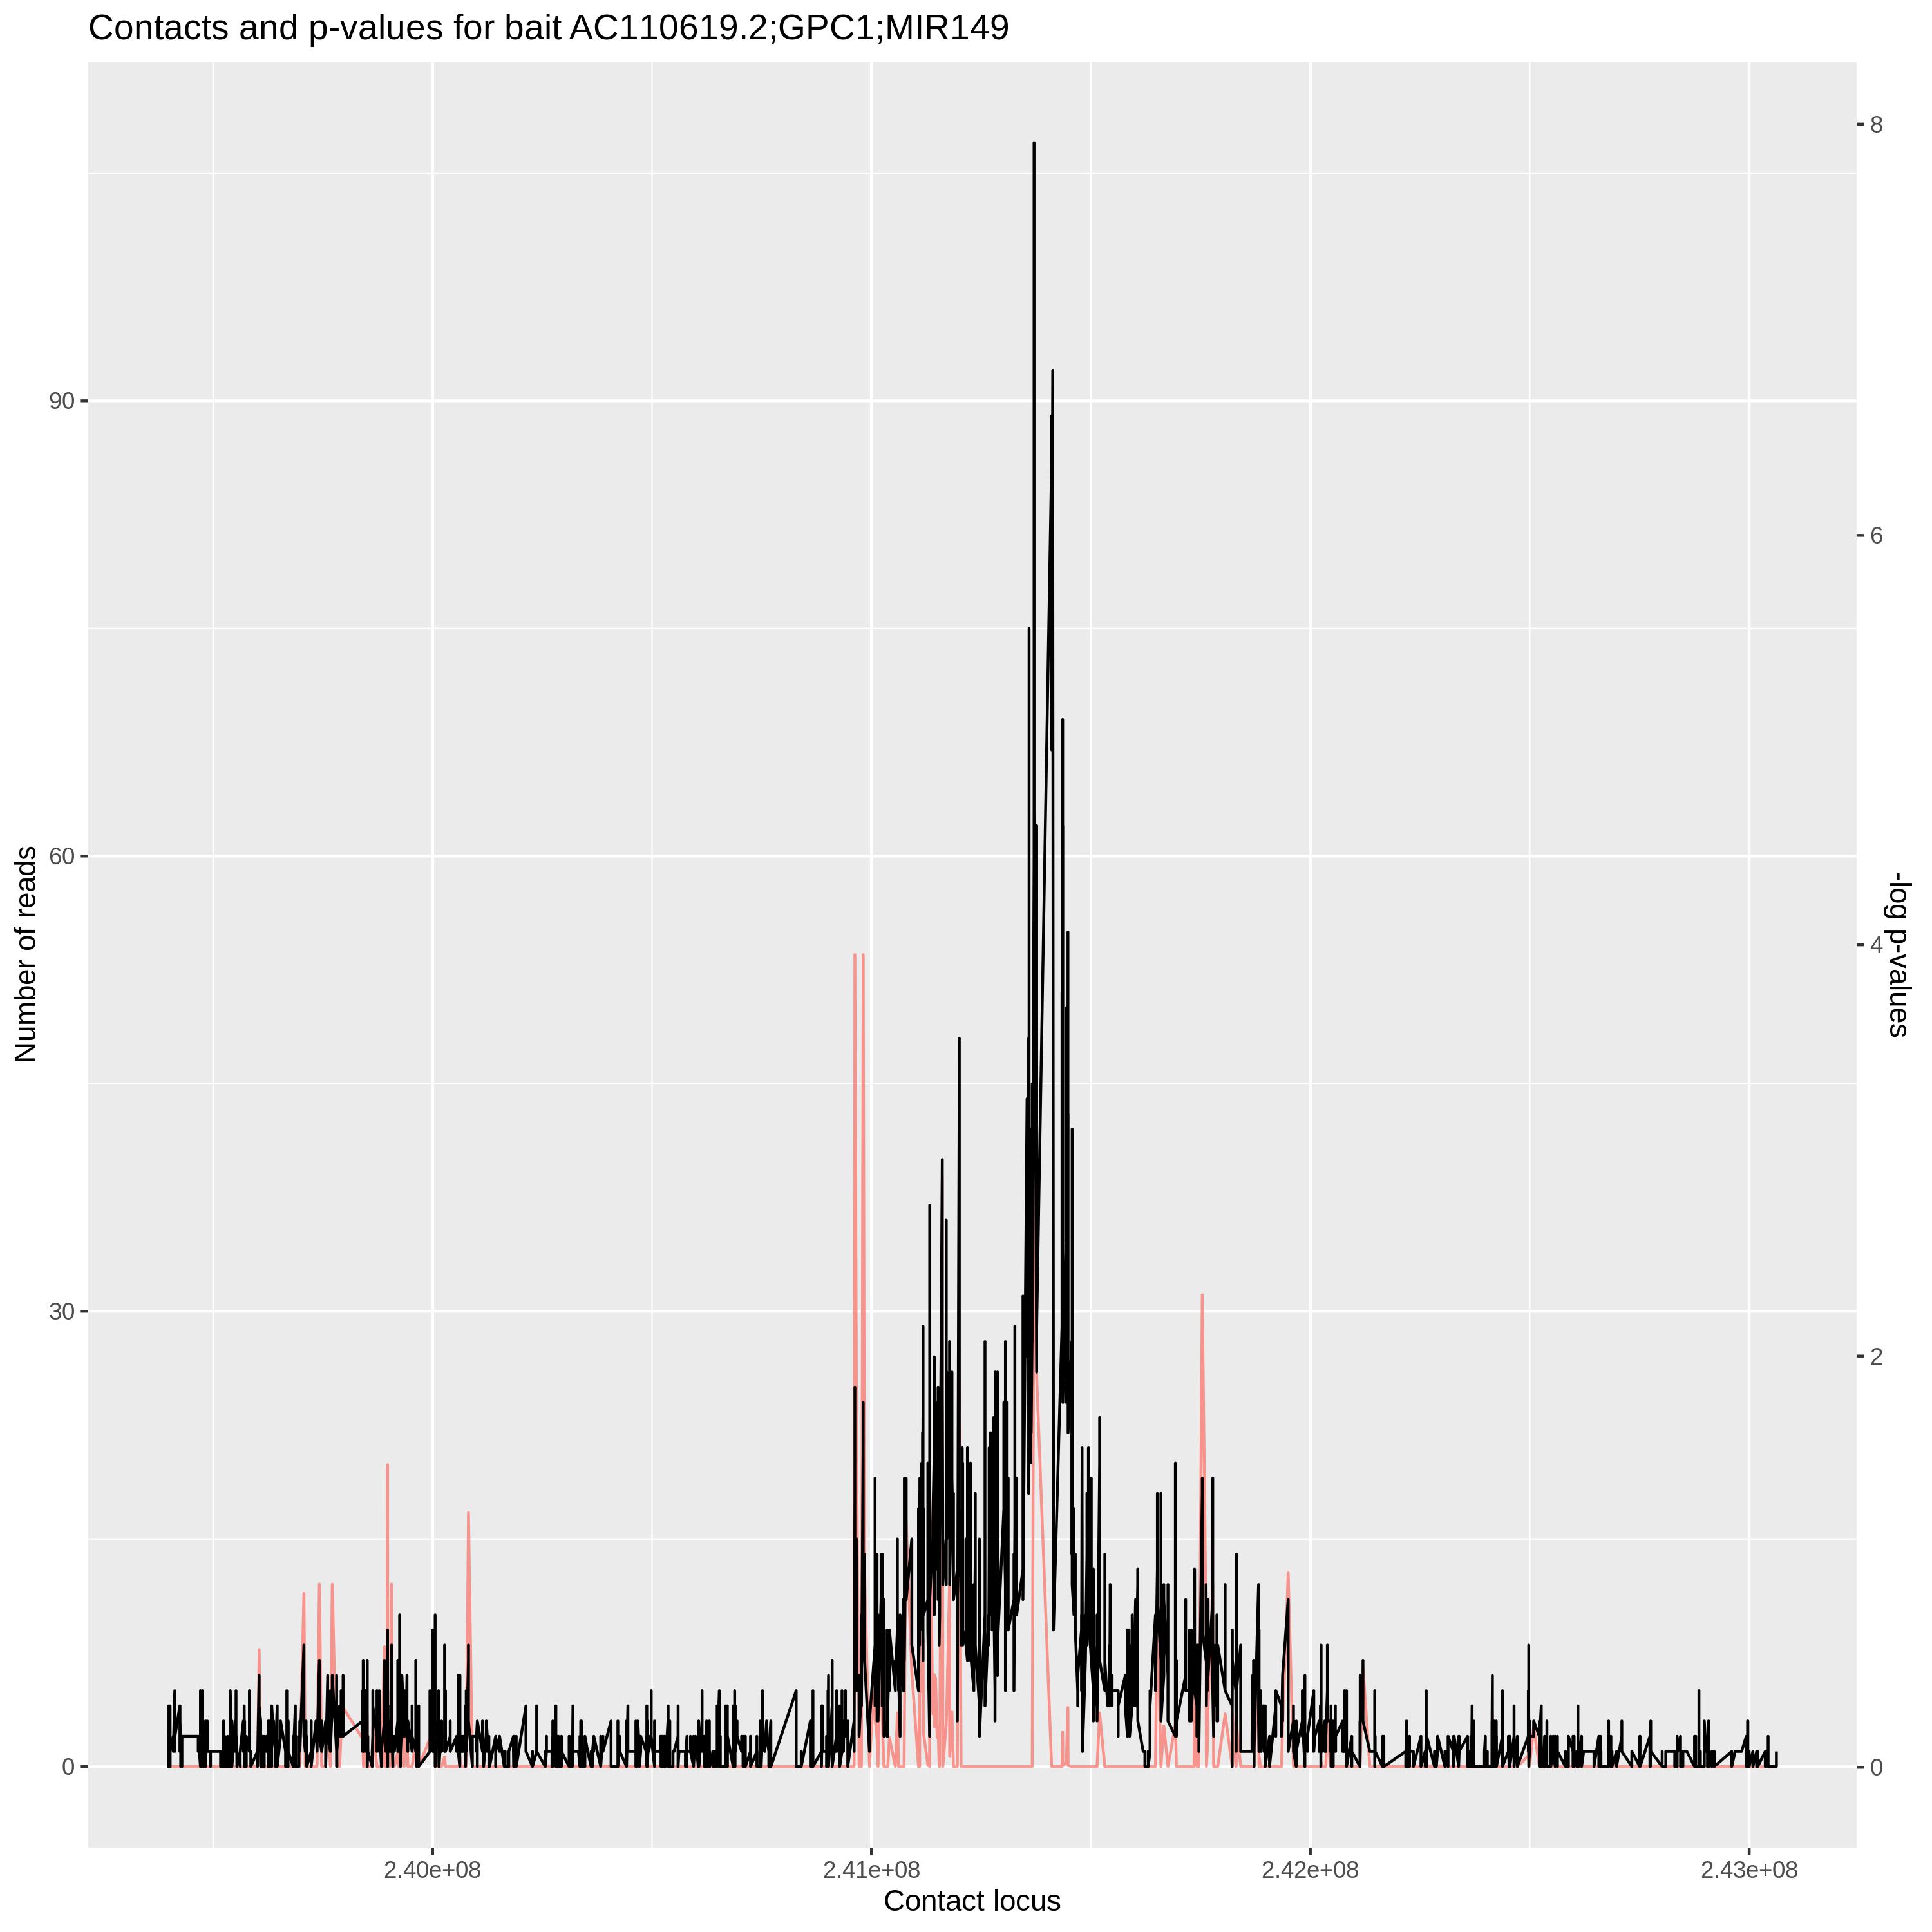 Contacts and p-values for bait AC110619.2;GPC1;MIR149
8
90
6
60
Number of reads
4
-log p-values
30
2
0
0
2.40e+08
2.41e+08
2.42e+08
2.43e+08
Contact locus